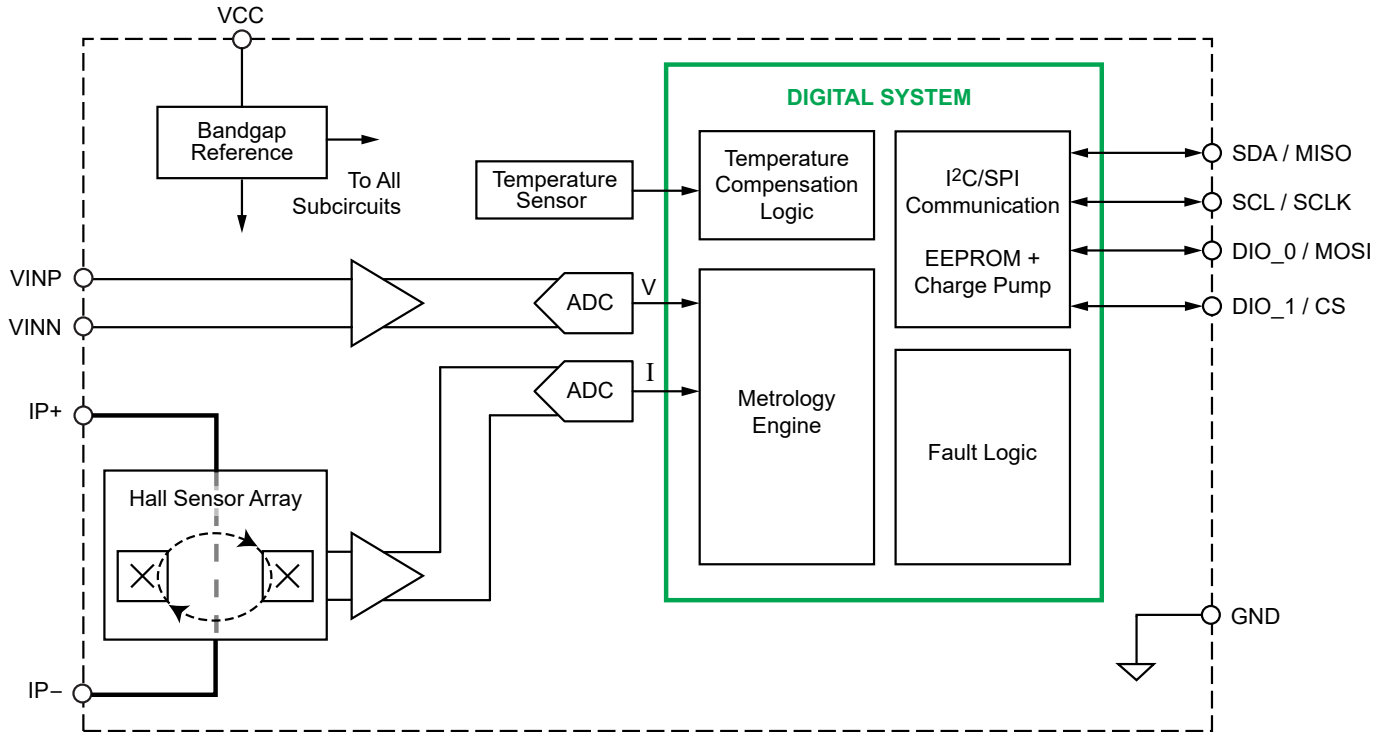 VCC
DIGITAL SYSTEM
Bandgap
Reference
To All
Subcircuits
Temperature
Sensor
Temperature
Compensation
Logic
I²C/SPI
Communication
EEPROM +
Charge Pump
SDA / MISO
SCL / SCLK
DIO_0 / MOSI
DIO_1 / CS
VINP
VINN
ADC
V
ADC
I
Metrology
Engine
Fault Logic
IP+
Hall Sensor Array
IP–
GND